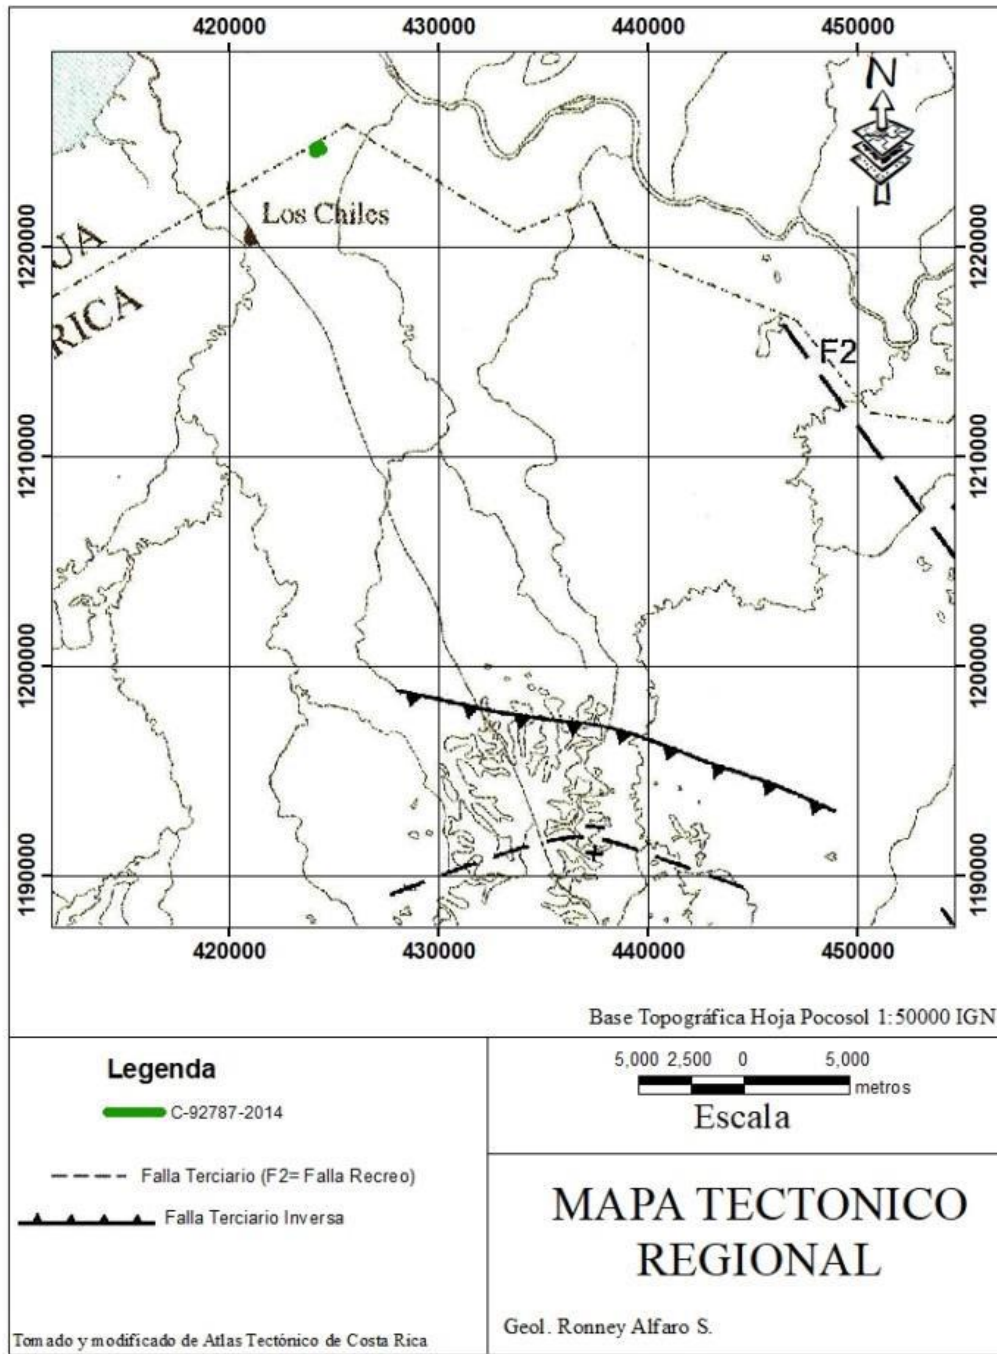 420000 430000 440000 450000
N
Los Chiles
1220000 1220000
UA
RICA
F2
1210000 1210000
1200000 1200000
+
1190000 1190000
420000 430000 440000 450000
Base Topográfica Hoja Pocosol 1:50000 IGN
Legenda
C-92787-2014
Falla Terciario (F2= Falla Recreo)
Falla Terciario Inversa
Tomado y modificado de Atlas Tectónico de Costa Rica
5,000 2,500 0 5,000
metros
Escala
MAPA TECTONICO
REGIONAL
Geol. Ronney Alfaro S.